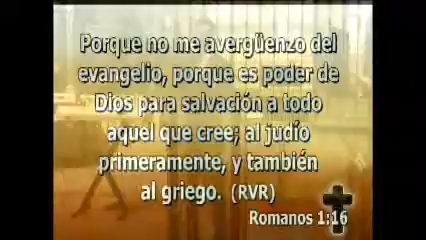 Porque no me avergüenzo del
evangelio, porque es poder de
Dios para salvación a todo
aquel que cree; al judío
primeramente, y también
al griego. (RVR)
Romanos 1:16